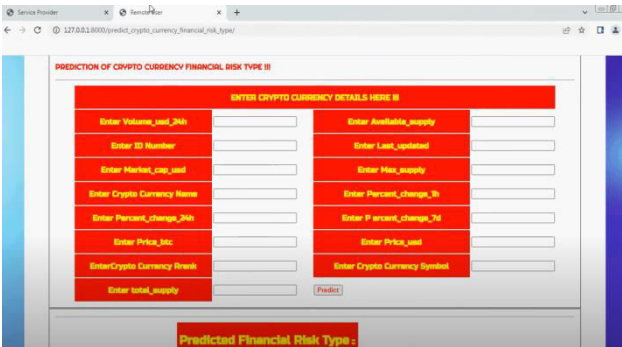 Service Provider
Remote User
127.0.0.1:8000/predict_crypto_currency_financial_risk_type/
PREDICTION OF CRYPTO CURRENCY FINANCIAL RISK TYPE !!!
ENTER CRYPTO CURRENCY DETAILS HERE !!!
Enter Volume_usd_24h Enter Available_supply
Enter ID Number Enter Last_updated
Enter Market_cap_usd Enter Max_supply
Enter Crypto Currency Name Enter Percent_change_1h
Enter Percent_change_24h Enter P ercent_change_7d
Enter Price_btc Enter Price_usd
EnterCrypto Currency Rrank Enter Crypto Currency Symbol
Enter total_supply Predict
Predicted Financial Risk Type :